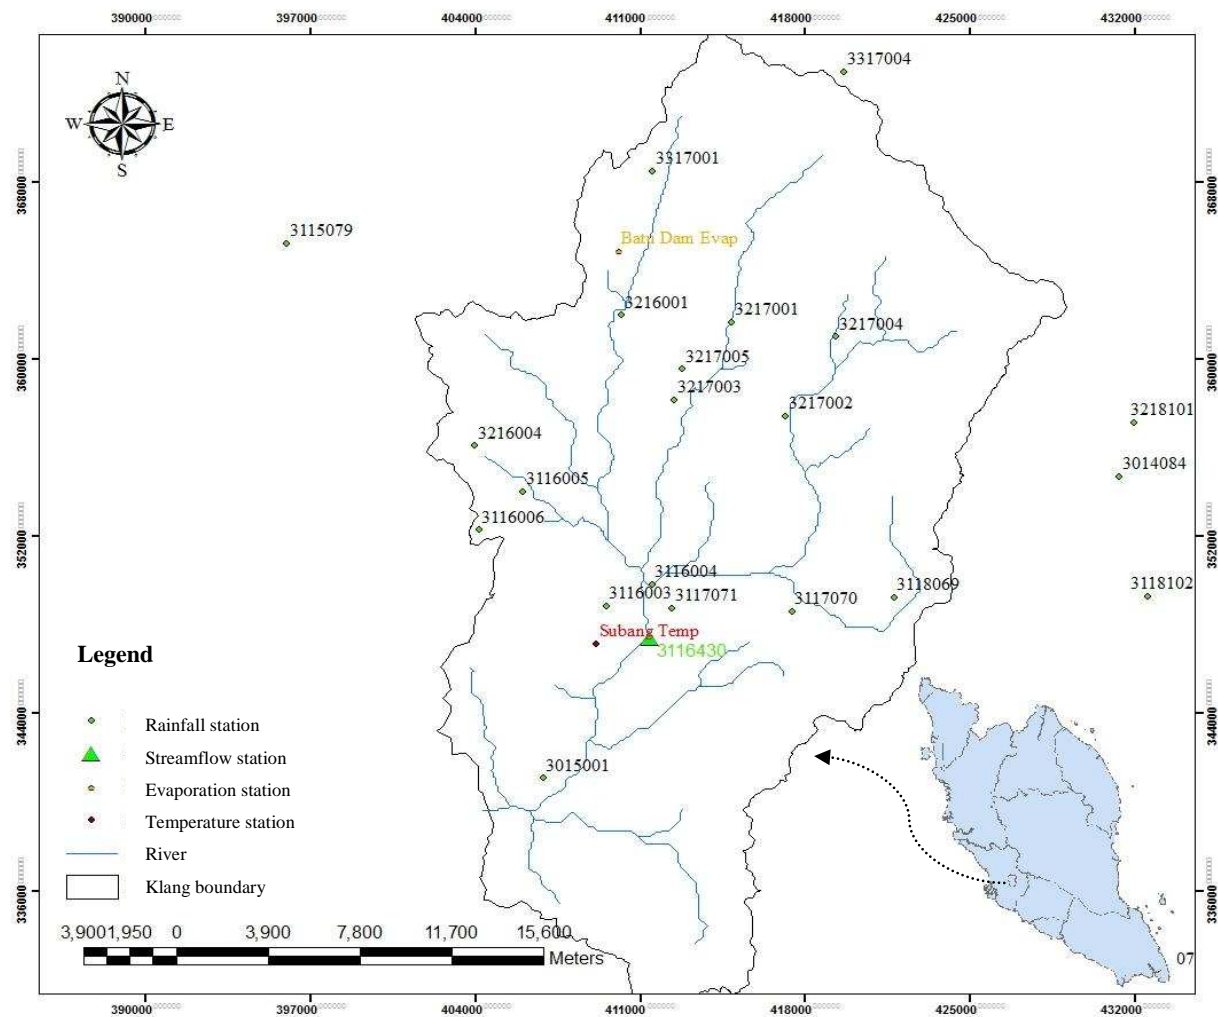 390000 397000 404000 411000 418000 425000 432000
3317004
N
W E
S
3317001
368000 368000
3115079
Batu Dam Evap
3216001 3217001
3217004
360000 360000
3217005
3217003
3217002
3218101
3216004
3014084
3116005
3116006
352000 352000
3116004
3118069
3118102
3116003 3117071 3117070
Subang Temp
3116430
Legend
Rainfall station
344000 344000
Streamflow station
3015001
Evaporation station
Temperature station
River
Klang boundary
336000 336000
3,900 1,950 0 3,900 7,800 11,700 15,600
Meters
07
390000 397000 404000 411000 418000 425000 432000